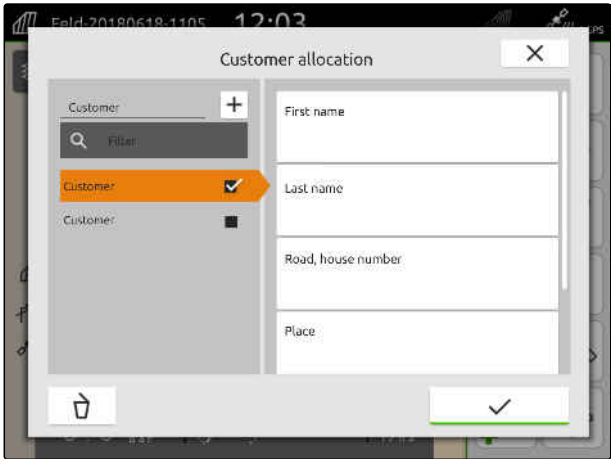 Feld-20180618-1105 12:03
GPS
Customer allocation
Customer
Filter
Customer
Customer
First name
Last name
Road, house number
Place